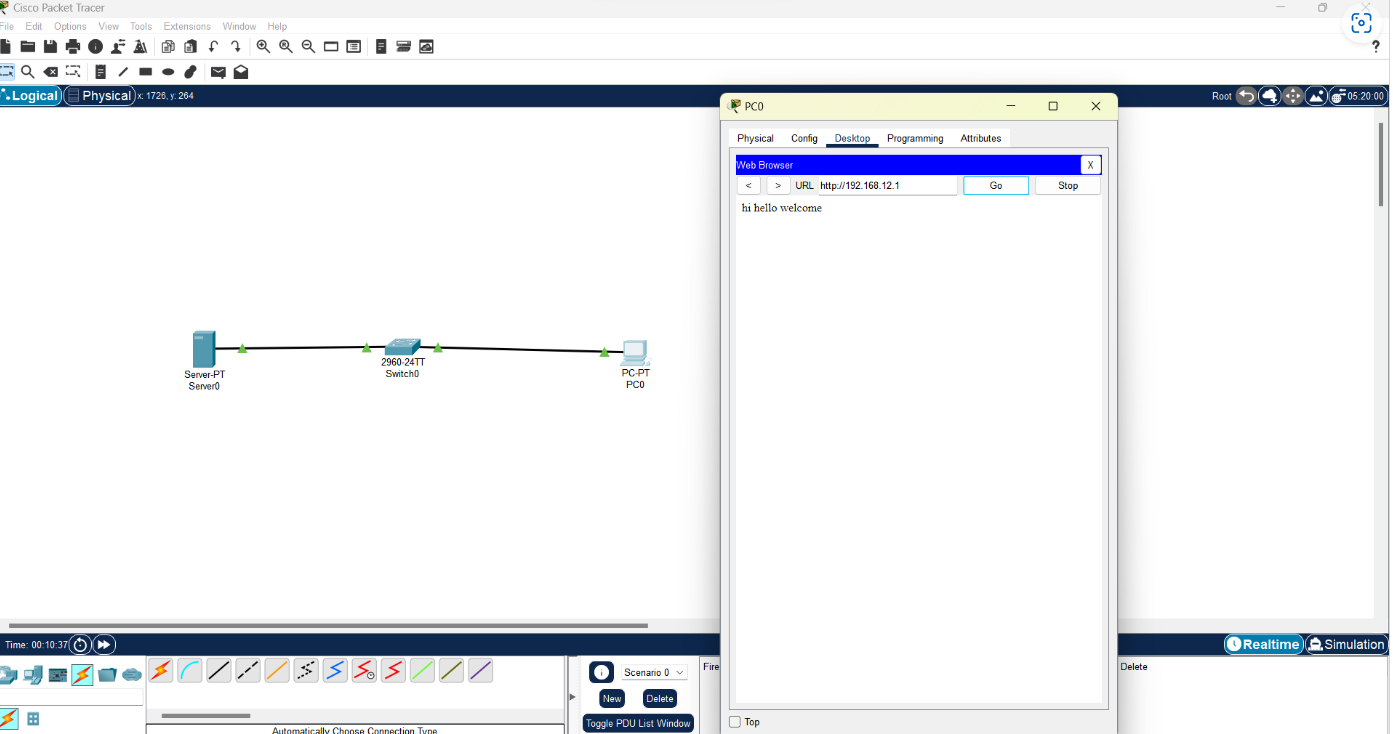 Cisco Packet Tracer
File Edit Options View Tools Extensions Window Help
?
Logical Physical x: 1726, y: 264
Root 05:20:00
PC0
Physical Config Desktop Programming Attributes
Web Browser X
< > URL http://192.168.12.1 Go Stop
hi hello welcome
Server-PT
Server0
2960-24TT
Switch0
PC-PT
PC0
Top
Time: 00:10:37
Realtime Simulation
Scenario 0
Fire
Delete
New Delete
Toggle PDU List Window
Automatically Choose Connection Type